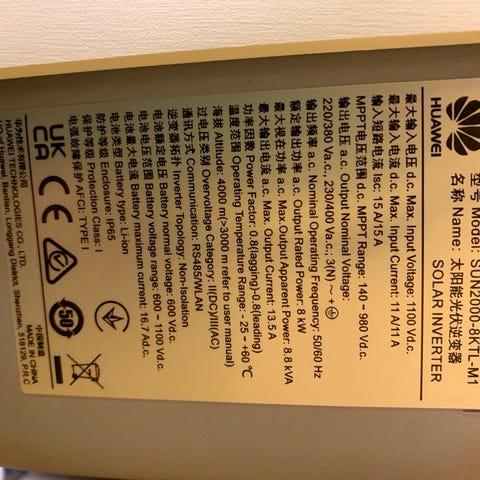 HUAWEI
型号 Model: SUN2000-8KTL-M1
名称 Name: 太阳能光伏逆变器
SOLAR INVERTER
最大输入电压 d.c. Max. Input Voltage: 1100 Vd.c.
最大输入电流 d.c. Max. Input Current: 11 A/11 A
输入短路电流 Isc: 15 A/15 A
MPPT电压范围 d.c. MPPT Range: 140 - 980 Vd.c.
输出电压 a.c. Output Nominal Voltage:
220/380 Va.c., 230/400 Va.c.; 3(N)~+
输出频率 a.c. Nominal Operating Frequency: 50/60 Hz
额定输出功率 a.c. Output Rated Power: 8 kW
最大视在功率 a.c. Max. Output Apparent Power: 8.8 kVA
最大输出电流 a.c. Max. Output Current: 13.5 A
功率因数 Power Factor: 0.8(lagging)-0.8(leading)
温度范围 Operating Temperature Range: - 25 ~ +60 ℃
海拔 Altitude: 4000 m(>3000 m refer to user manual)
过电压类别 Overvoltage Category: II(DC)/III(AC)
通讯方式 Communication: RS485/WLAN
逆变器拓扑 Inverter Topology: Non-Isolation
电池额定电压 Battery normal voltage: 600 Vd.c.
电池电压范围 Battery voltage range: 600 - 1100 Vd.c.
电池最大电流 Battery maximum current: 16.7 Ad.c.
电池类型 Battery type: Li-ion
防护等级 Enclosure: IP65
保护等级 Protection Class: I
电弧故障保护 AFCI: TYPE I
UK CA CE
50
华为技术有限公司
中国制造
HUAWEI TECHNOLOGIES CO., LTD.
MADE IN CHINA
HQ of Huawei, Bantian, Longgang District, Shenzhen, 518129, P.R.C